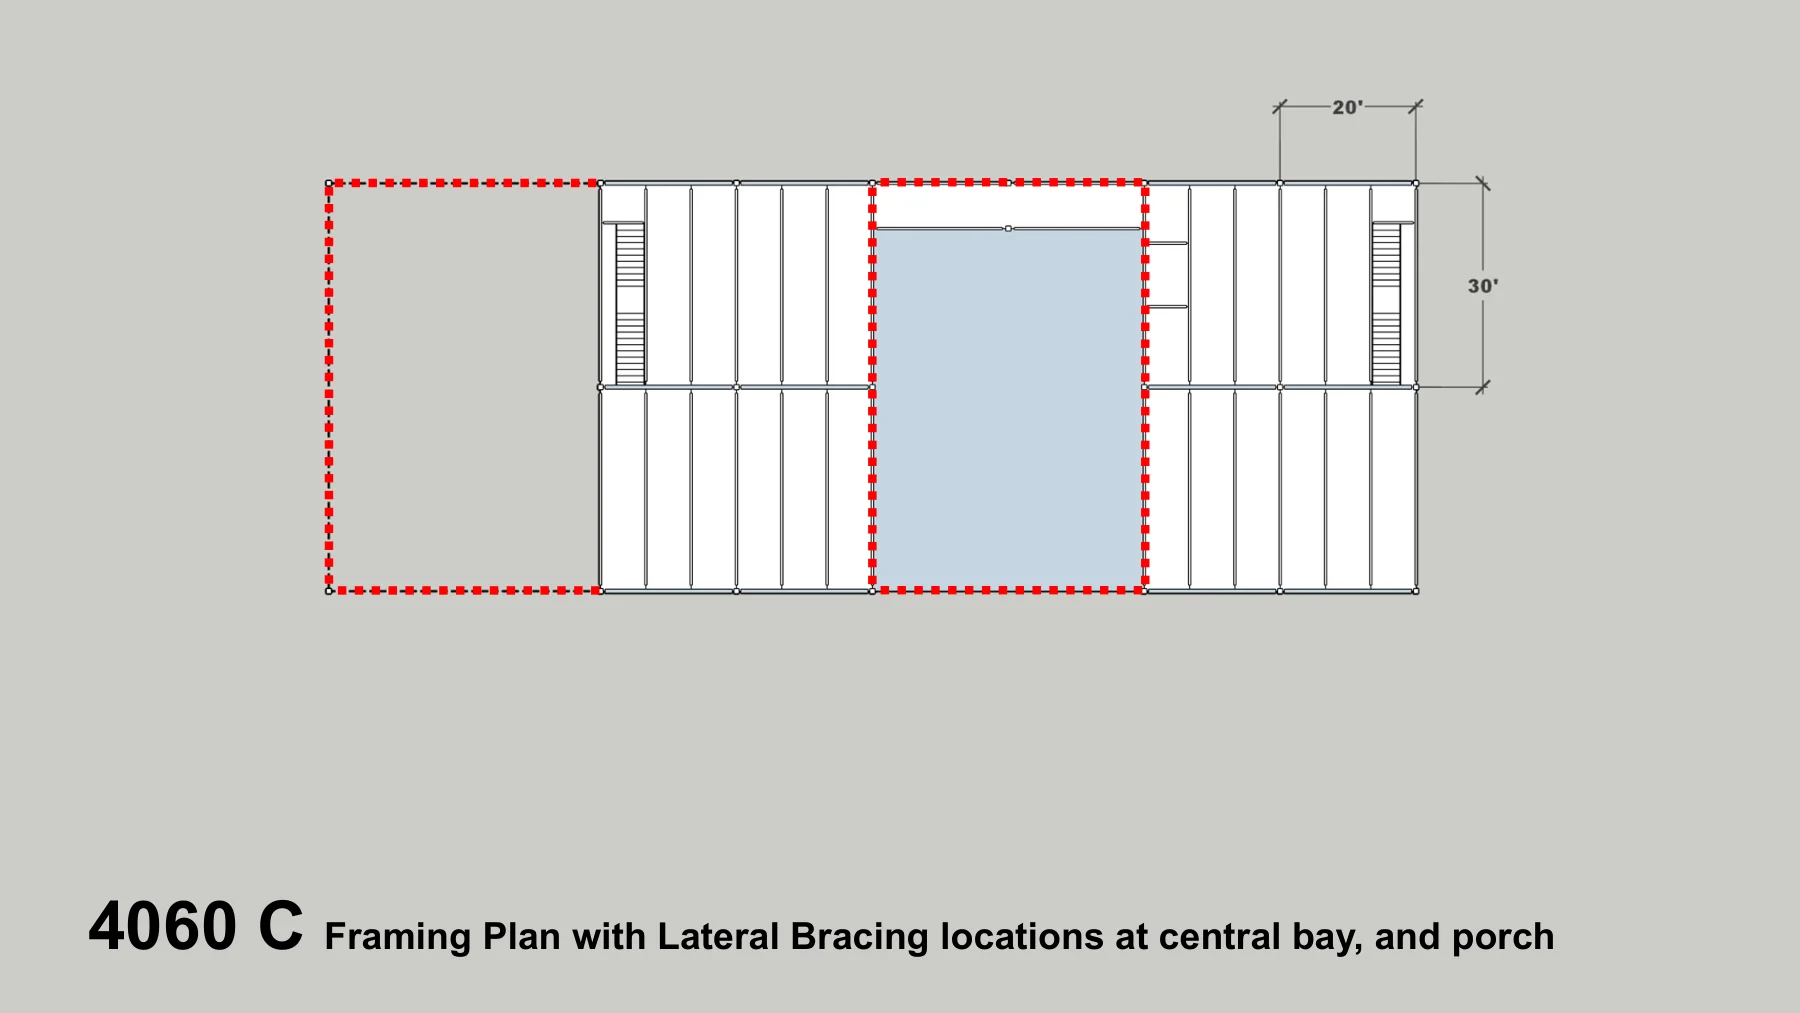 20'
30'
4060 C Framing Plan with Lateral Bracing locations at central bay, and porch